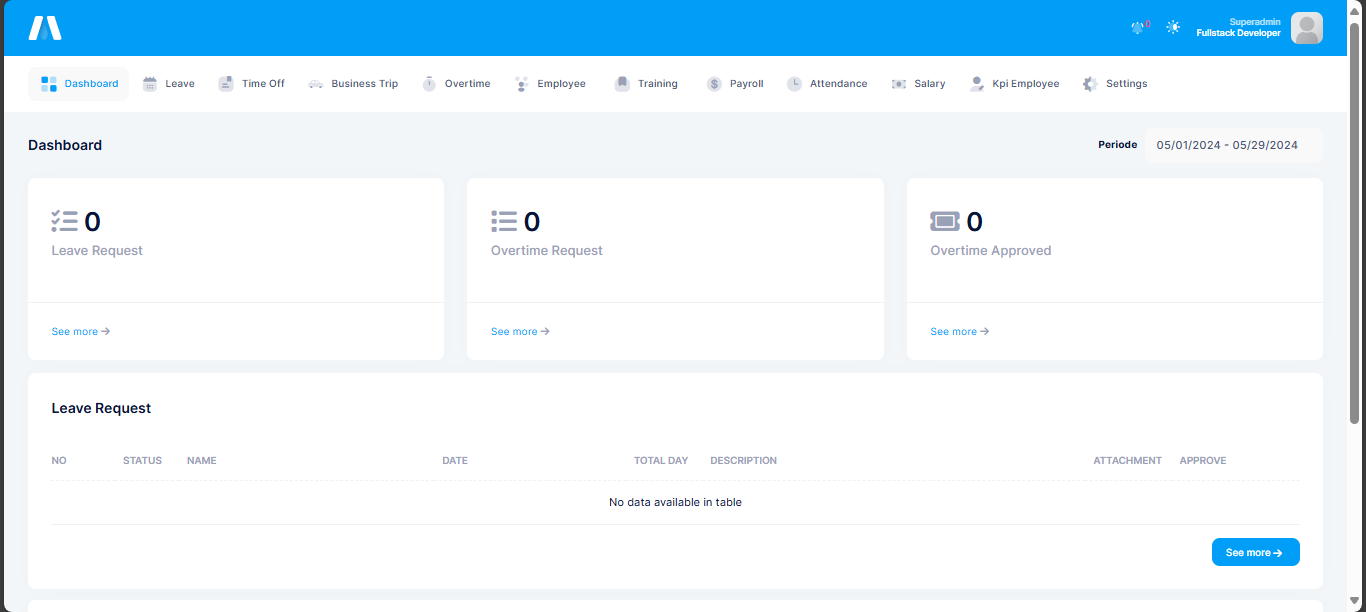 0
Superadmin
Fullstack Developer
Dashboard Leave Time Off Business Trip Overtime Employee Training Payroll Attendance Salary Kpi Employee Settings
Dashboard
Periode 05/01/2024 - 05/29/2024
0
Leave Request
See more
0
Overtime Request
See more
0
Overtime Approved
See more
Leave Request
NO STATUS NAME DATE TOTAL DAY DESCRIPTION ATTACHMENT APPROVE
No data available in table
See more